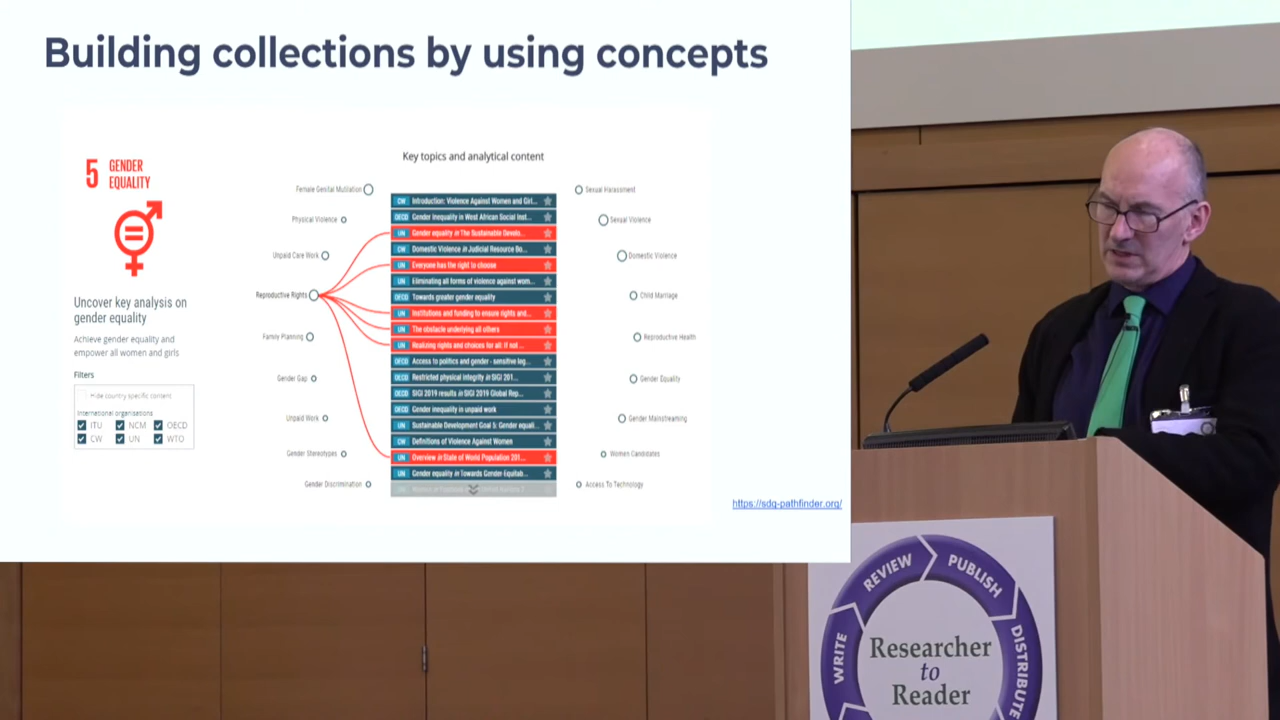 Building collections by using concepts
5 GENDER
EQUALITY
Uncover key analysis on
gender equality
Achieve gender equality and
empower all women and girls
Filters
Hide country specific content
International organisations
ITU NCM OECD
CW UN WTO
Key topics and analytical content
Female Genital Mutilation
Physical Violence
Unpaid Care Work
Reproductive Rights
Family Planning
Gender Gap
Unpaid Work
Gender Stereotypes
Gender Discrimination
CW Introduction: Violence Against Women and Girl...
OECD Gender Inequality in West African Social Inst...
UN Gender equality in The Sustainable Develo...
CW Domestic Violence in Judicial Resource Bo...
UN Everyone has the right to choose
UN Eliminating all forms of violence against wom...
OECD Towards greater gender equality
UN Institutions and funding to ensure rights and...
UN The obstacle underlying all others
UN Realizing rights and choices for all: If not ...
OECD Access to politics and gender - sensitive leg...
OECD Restricted physical integrity in SIGI 201...
OECD SIGI 2019 results in SIGI 2019 Global Rep...
OECD Gender inequality in unpaid work
UN Sustainable Development Goal 5: Gender equali...
CW Definitions of Violence Against Women
UN Overview in State of World Population 201...
UN Gender equality in Towards Gender-Equitab...
UN
Sexual Harassment
Sexual Violence
Domestic Violence
Child Marriage
Reproductive Health
Gender Equality
Gender Mainstreaming
Women Candidates
Access To Technology
https://sdg-pathfinder.org/
WRITE
REVIEW
PUBLISH
DISTRIBUTE
Researcher
to
Reader